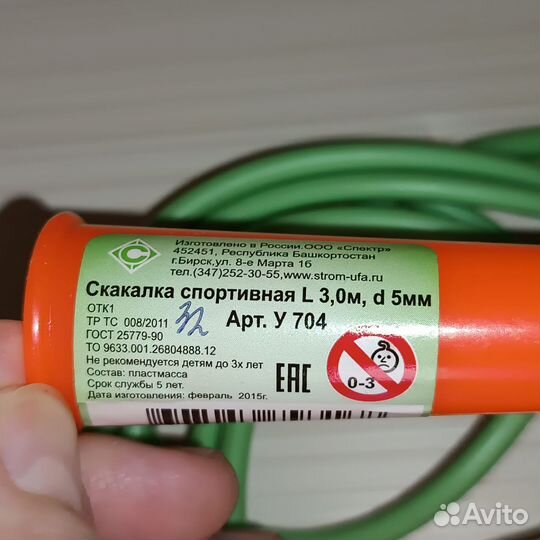 Изготовлено в России.ООО «Спектр»
452451, Республика Башкортостан
г.Бирск,ул. 8-е Марта 1б
тел.(347)252-30-55,www.strom-ufa.ru
Скакалка спортивная L 3,0м, d 5мм
ОТК1
ТР ТС 008/2011 Арт. У 704
ГОСТ 25779-90
ТО 9633.001.26804888.12
Не рекомендуется детям до 3х лет
Состав: пластмасса
Срок службы 5 лет.
Дата изготовления: февраль 2015г.
EAC
0-3
Avito